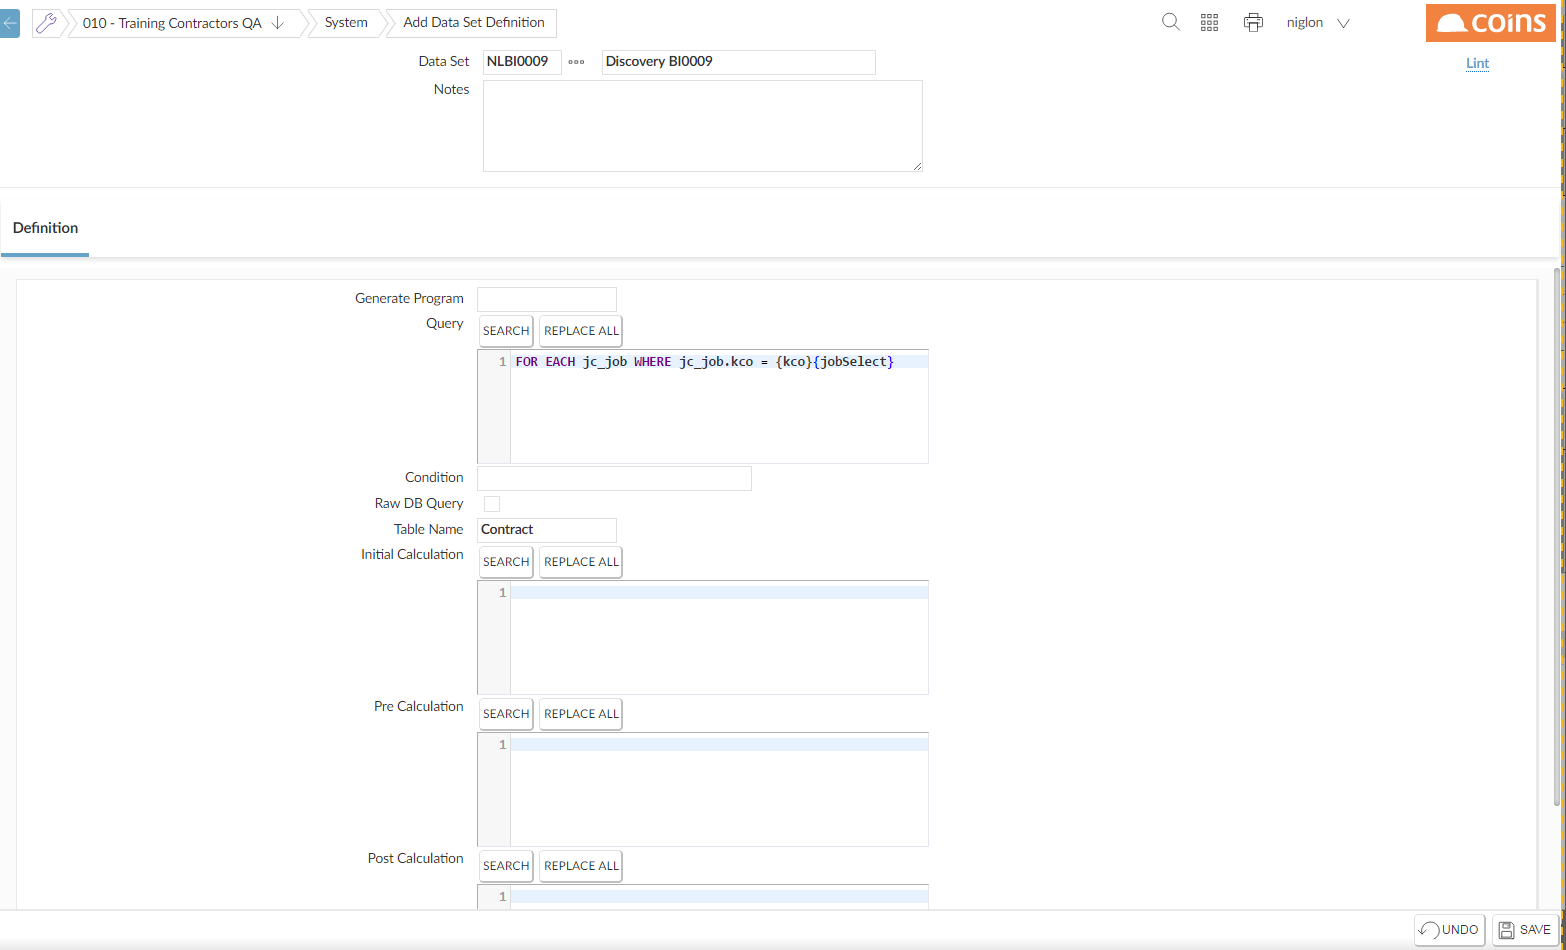 010 - Training Contractors QA System Add Data Set Definition niglon coins
Data Set NLBI0009 Discovery BI0009 Lint
Notes
Definition
Generate Program
Query SEARCH REPLACE ALL
1 FOR EACH jc_job WHERE jc_job.kco = {kco}{jobSelect}
Condition
Raw DB Query
Table Name Contract
Initial Calculation SEARCH REPLACE ALL
1
Pre Calculation SEARCH REPLACE ALL
1
Post Calculation SEARCH REPLACE ALL
1
UNDO SAVE